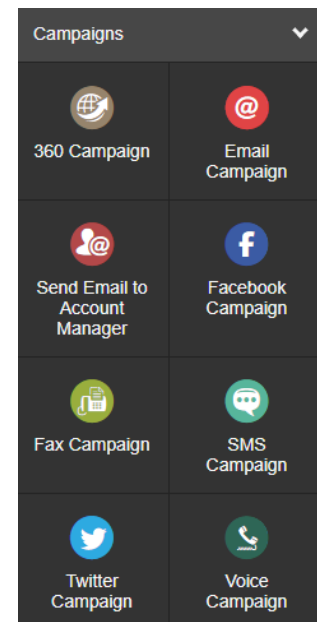 Campaigns
360 Campaign
Email
Campaign
Send Email to
Account
Manager
Facebook
Campaign
Fax Campaign
SMS
Campaign
Twitter
Campaign
Voice
Campaign